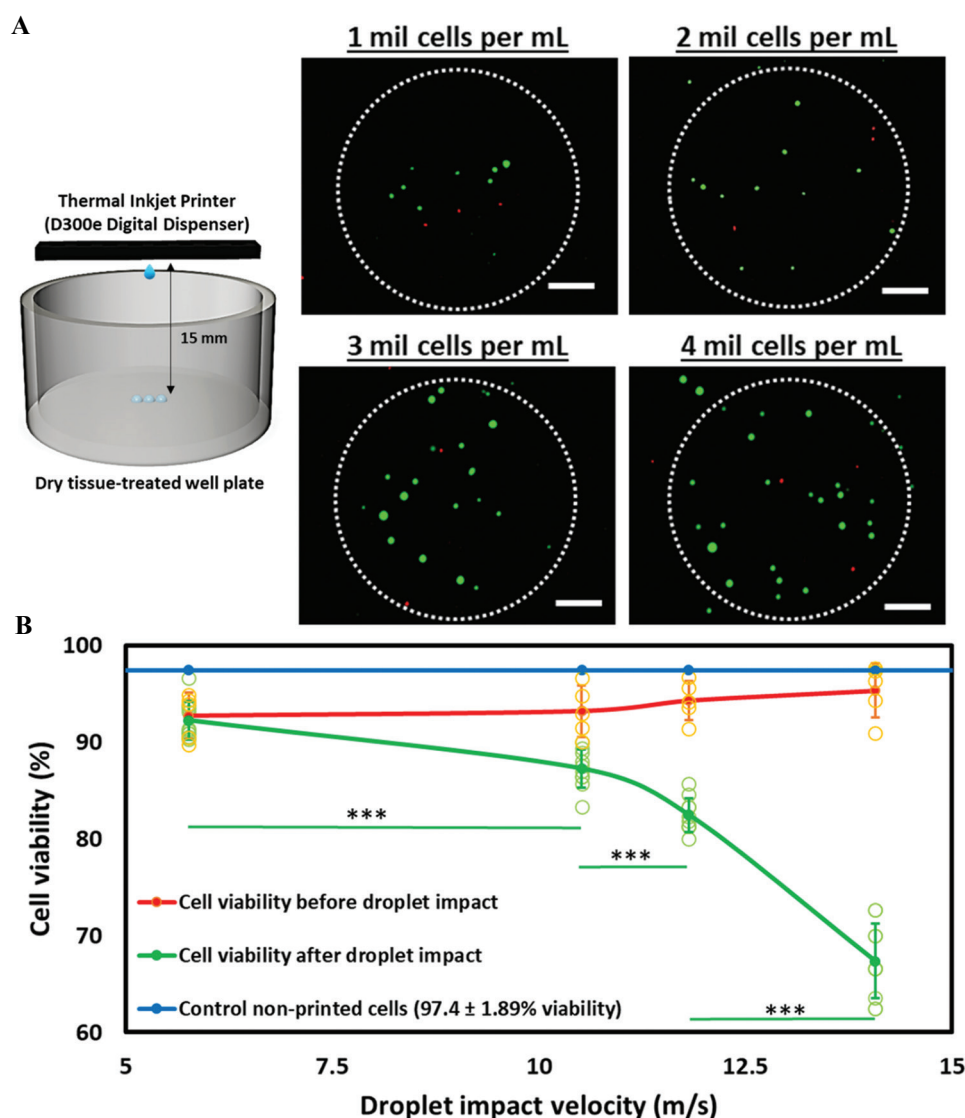 A
1 mil cells per mL
2 mil cells per mL
Thermal Inkjet Printer
(D300e Digital Dispenser)
15 mm
Dry tissue-treated well plate
3 mil cells per mL
4 mil cells per mL
B
100
90
80
70
60
Cell viability (%)
***
***
***
Cell viability before droplet impact
Cell viability after droplet impact
Control non-printed cells (97.4 ± 1.89% viability)
5
7.5
10
12.5
15
Droplet impact velocity (m/s)